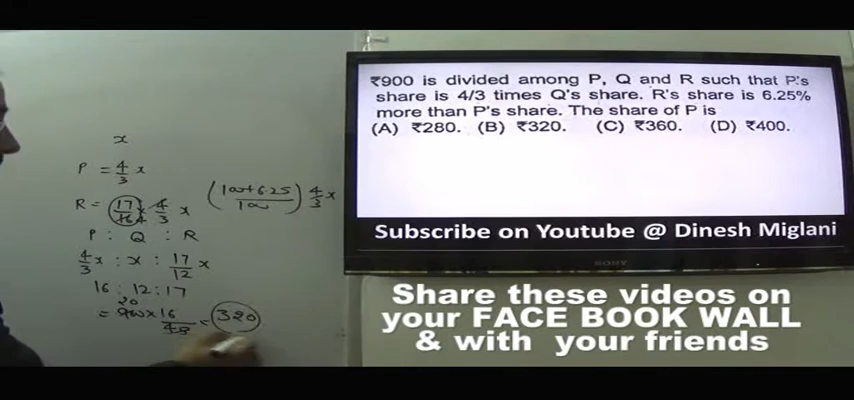 x
P = 4/3 x
R = 17/16 × 4/3 x
(100+6.25/100) 4/3 x
P : Q : R
4/3 x : x : 17/12 x
16 : 12 : 17
20
= 900 × 16 / 45 = 320
₹900 is divided among P, Q and R such that P's
share is 4/3 times Q's share. R's share is 6.25%
more than P's share. The share of P is
(A) ₹280. (B) ₹320. (C) ₹360. (D) ₹400.
Subscribe on Youtube @ Dinesh Miglani
SONY
Share these videos on
your FACE BOOK WALL
& with your friends